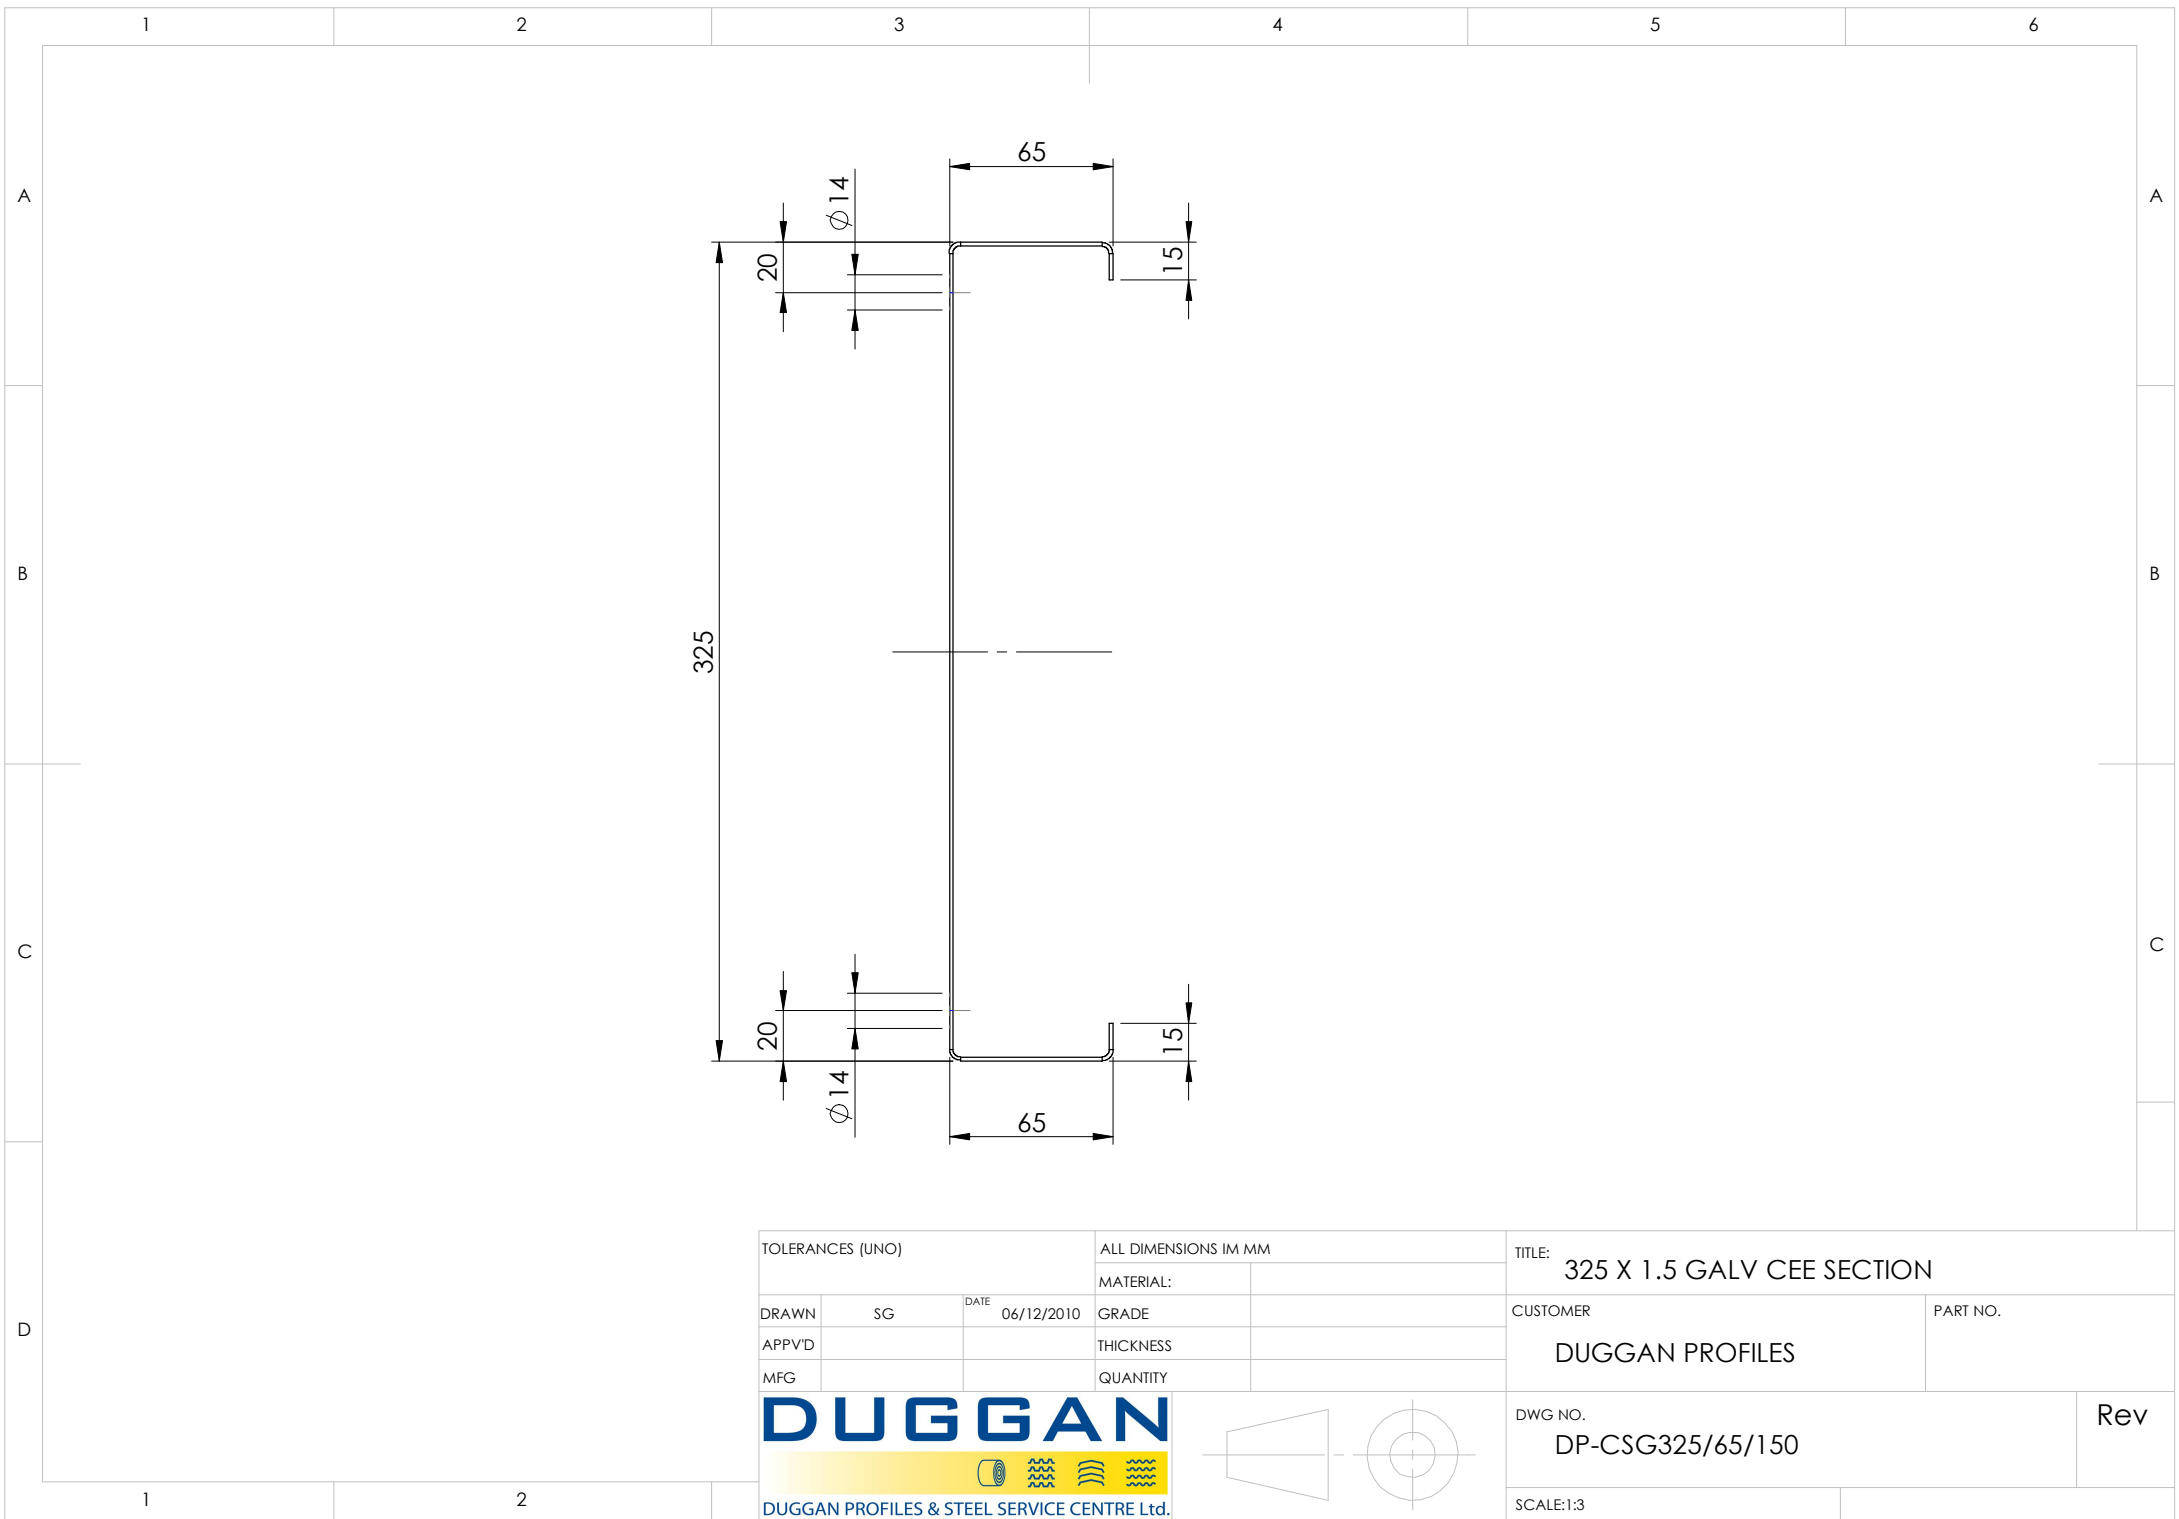 1 2 3 4 5 6
A A
B B
C C
D
65
Ø14
20
15
325
20
15
Ø14
65
TOLERANCES (UNO)
ALL DIMENSIONS IM MM
MATERIAL:
DRAWN SG DATE 06/12/2010 GRADE
APPV'D THICKNESS
MFG QUANTITY
TITLE: 325 X 1.5 GALV CEE SECTION
CUSTOMER
DUGGAN PROFILES
PART NO.
DUGGAN
DUGGAN PROFILES & STEEL SERVICE CENTRE Ltd.
DWG NO.
DP-CSG325/65/150
Rev
SCALE:1:3
1 2